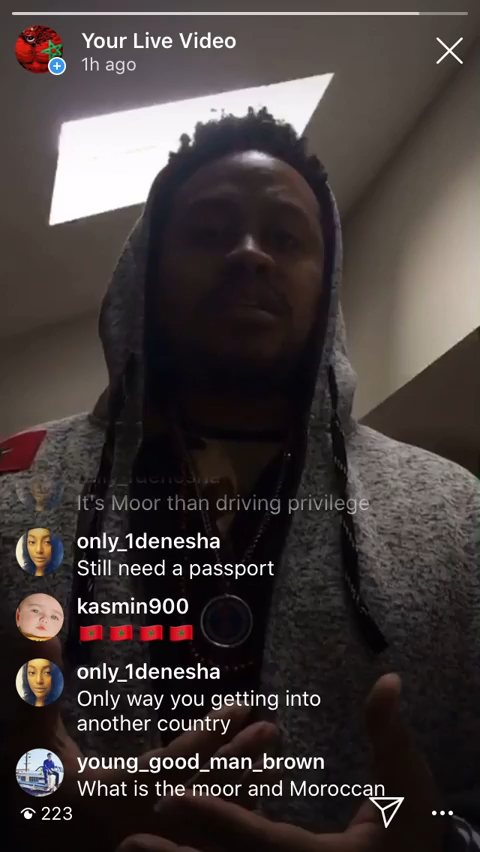 Your Live Video
1h ago
only_1denesha
It's Moor than driving privilege
only_1denesha
Still need a passport
kasmin900
🇲🇦 🇲🇦 🇲🇦 🇲🇦
only_1denesha
Only way you getting into
another country
young_good_man_brown
What is the moor and Moroccan
223